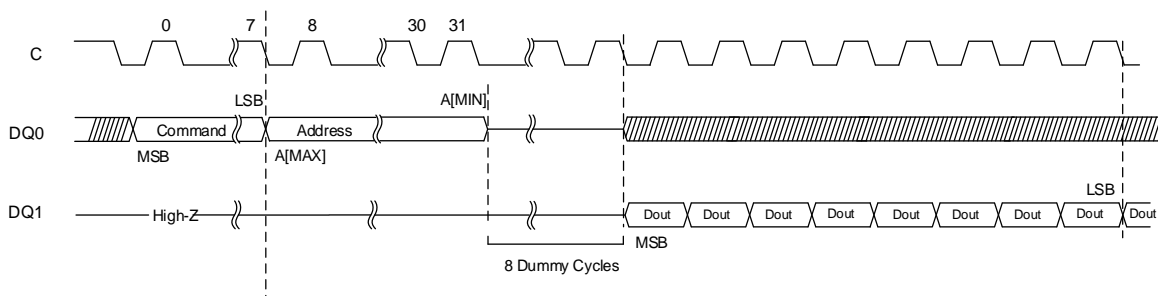 0 7 8 30 31
C
LSB A[MIN]
DQ0 Command Address
MSB A[MAX]
LSB
DQ1 High-Z Dout Dout Dout Dout Dout Dout Dout Dout Dout
MSB
8 Dummy Cycles